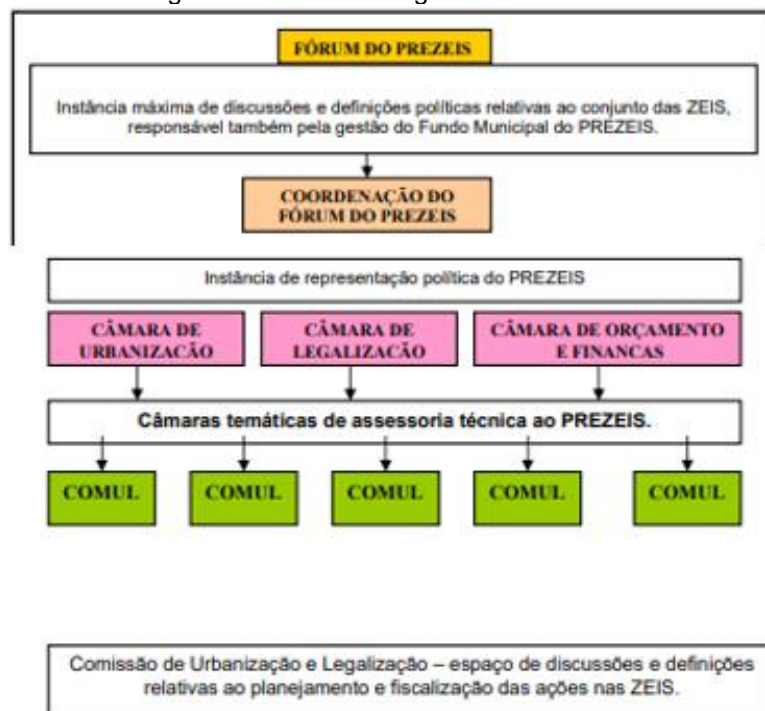 FÓRUM DO PREZEIS
Instância máxima de discussões e definições políticas relativas ao conjunto das ZEIS,
responsável também pela gestão do Fundo Municipal do PREZEIS.
COORDENAÇÃO DO
FÓRUM DO PREZEIS
Instância de representação política do PREZEIS
CÂMARA DE
URBANIZACÃO
CÂMARA DE
LEGALIZACÃO
CÂMARA DE ORÇAMENTO
E FINANCAS
Câmaras temáticas de assessoria técnica ao PREZEIS.
COMUL
COMUL
COMUL
COMUL
COMUL
Comissão de Urbanização e Legalização – espaço de discussões e definições
relativas ao planejamento e fiscalização das ações nas ZEIS.